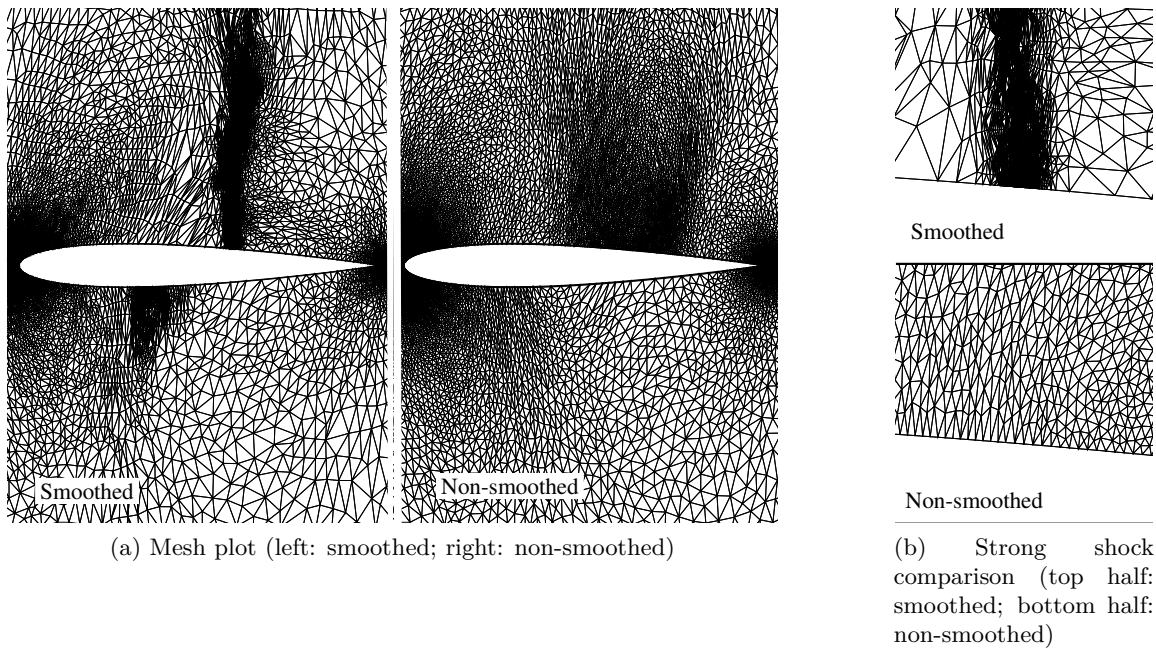 Smoothed
Non-smoothed
(a) Mesh plot (left: smoothed; right: non-smoothed)
Smoothed
Non-smoothed
(b) Strong shock
comparison (top half:
smoothed; bottom half:
non-smoothed)